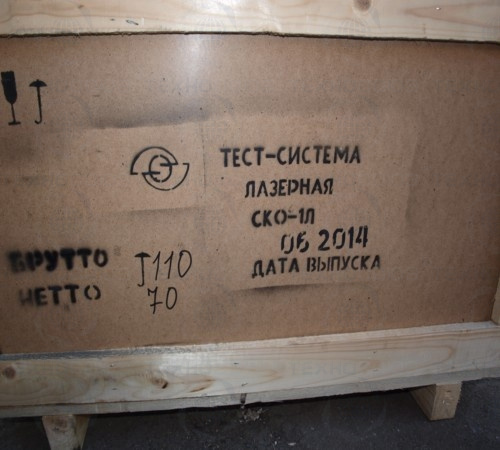 ТЕСТ-СИСТЕМА
ЛАЗЕРНАЯ
СКО-1Л
06 2014
ДАТА ВЫПУСКА
БРУТТО 110
НЕТТО 70